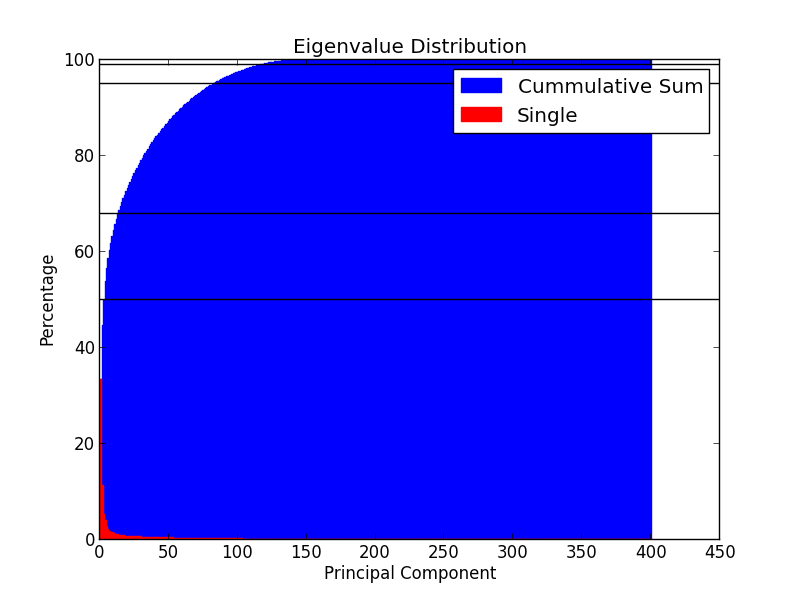 Eigenvalue Distribution
100
80
60
40
20
0
Percentage
Cummulative Sum
Single
0 50 100 150 200 250 300 350 400 450
Principal Component